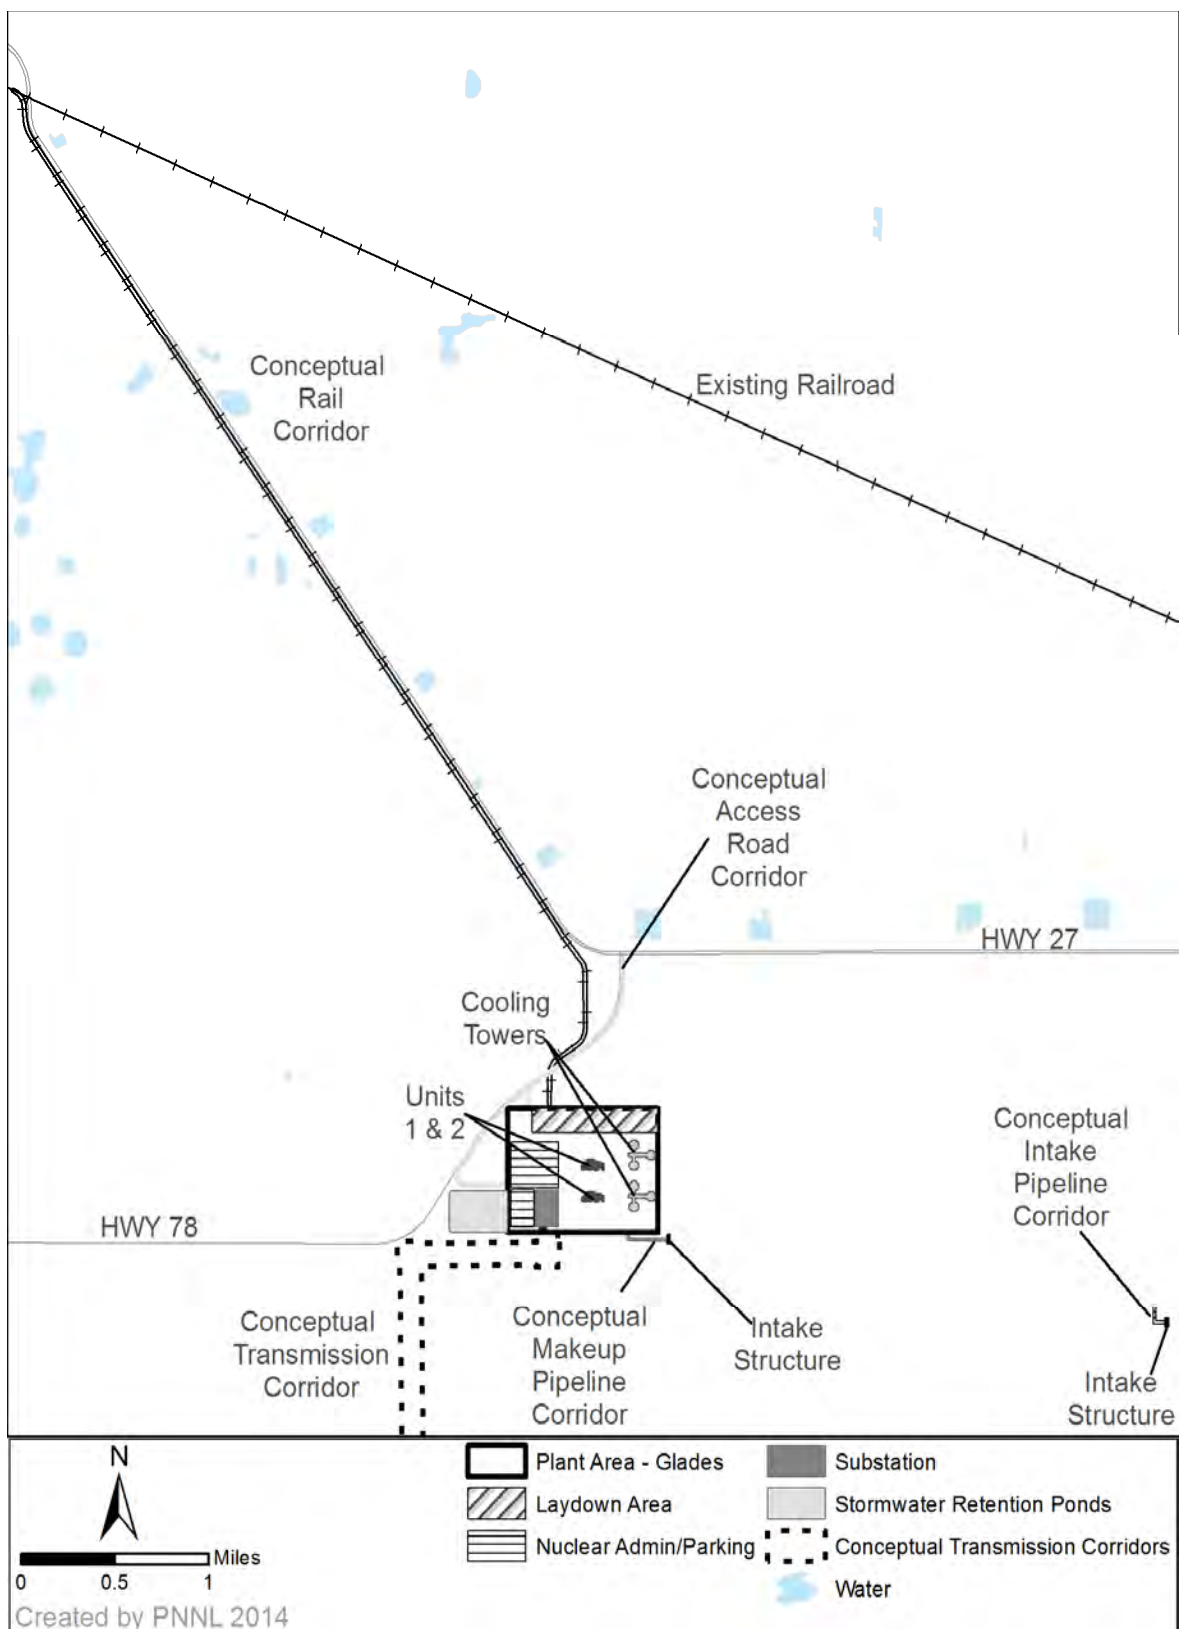 Conceptual
Rail
Corridor
Existing Railroad
Conceptual
Access
Road
Corridor
HWY 27
Cooling
Towers
Units
1 & 2
Conceptual
Intake
Pipeline
Corridor
HWY 78
Conceptual
Transmission
Corridor
Conceptual
Makeup
Pipeline
Corridor
Intake
Structure
Intake
Structure
N
Miles
0 0.5 1
Created by PNNL 2014
Plant Area - Glades
Laydown Area
Nuclear Admin/Parking
Substation
Stormwater Retention Ponds
Conceptual Transmission Corridors
Water